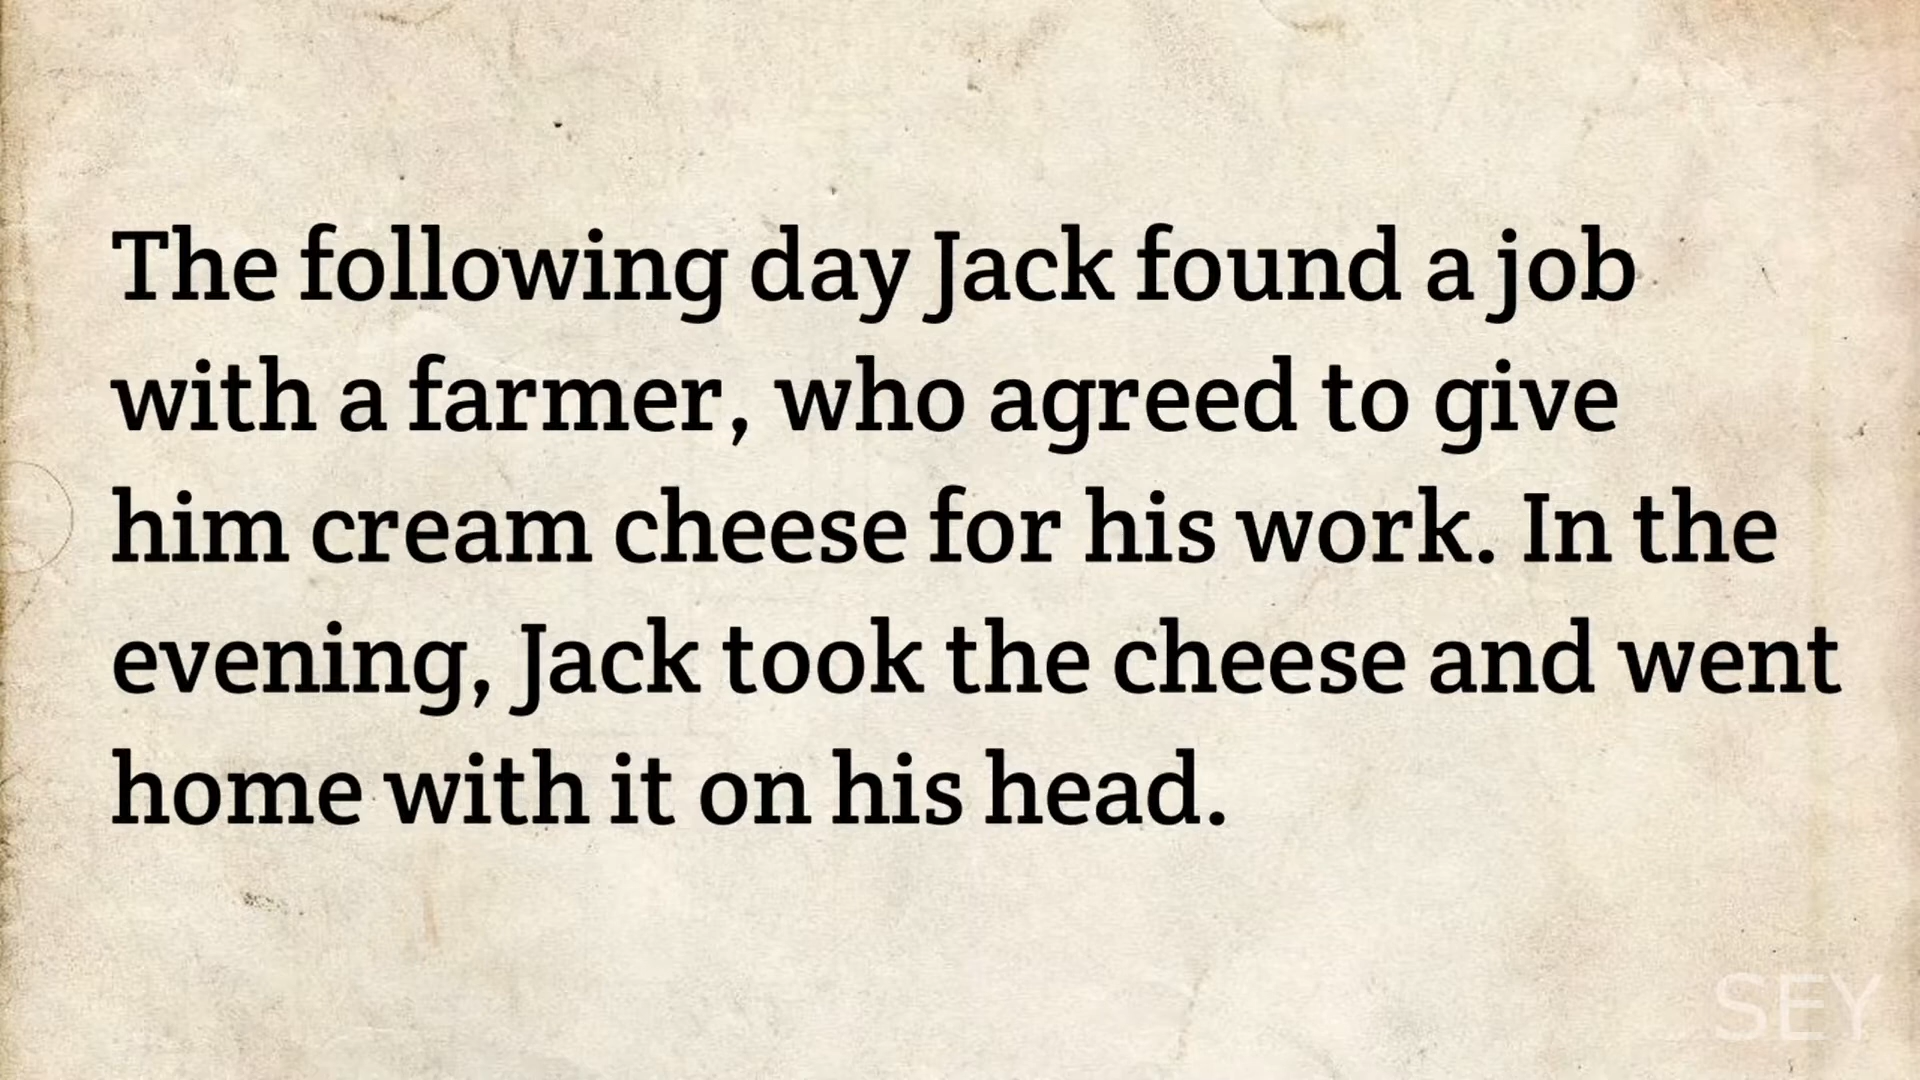 The following day Jack found a job
with a farmer, who agreed to give
him cream cheese for his work. In the
evening, Jack took the cheese and went
home with it on his head.
SEY